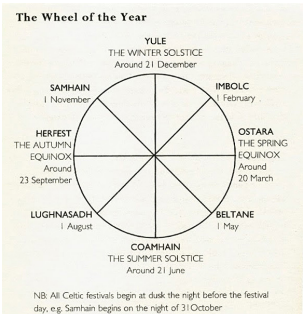 The Wheel of the Year
YULE
THE WINTER SOLSTICE
Around 21 December
SAMHAIN
1 November
IMBOLC
1 February
HERFEST
THE AUTUMN
EQUINOX
Around
23 September
OSTARA
THE SPRING
EQUINOX
Around
20 March
LUGHNASADH
1 August
BELTANE
1 May
COAMHAIN
THE SUMMER SOLSTICE
Around 21 June
NB: All Celtic festivals begin at dusk the night before the festival
day, e.g. Samhain begins on the night of 31October